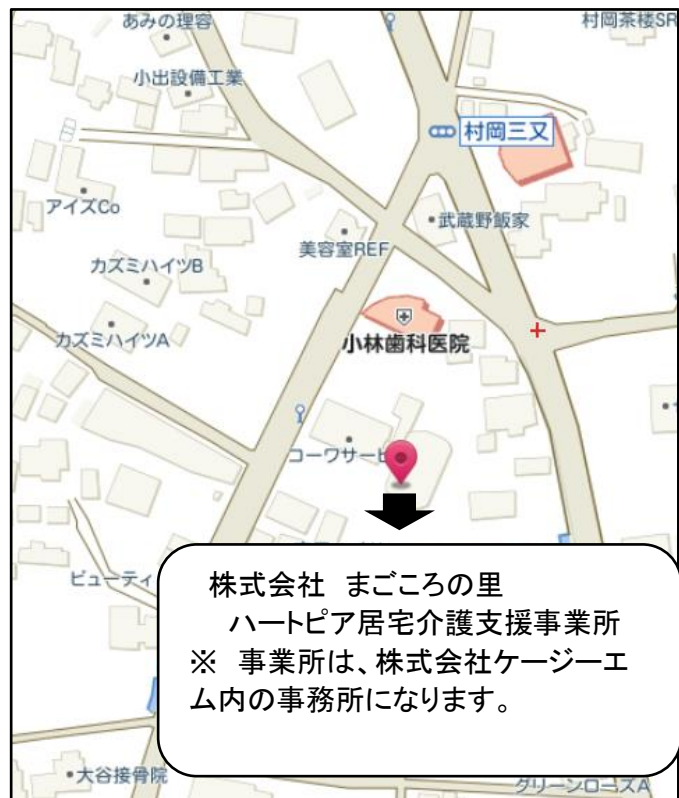 あみの理容
村岡茶楼SR
小出設備工業
村岡三又
アイズCo
武蔵野飯家
美容室REF
カズミハイツB
カズミハイツA
小林歯科医院
コーワサービ
ビューティ
株式会社　まごころの里
ハートピア居宅介護支援事業所
※　事業所は、株式会社ケージーエ
ム内の事務所になります。
大谷接骨院
グリーンローズA